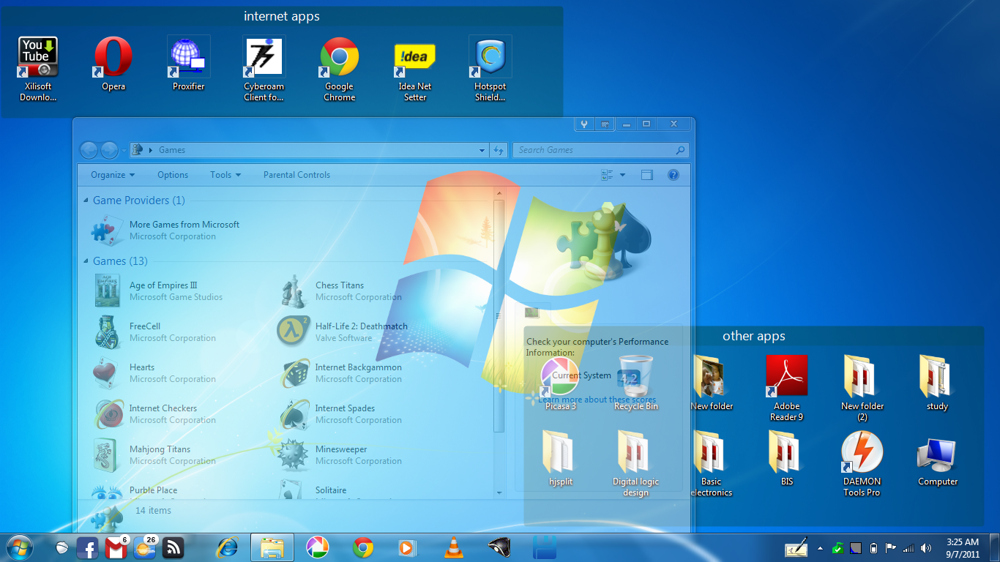 internet apps
You
Tube
!dea
Xilisoft
Downlo...
Opera
Proxifier
Cyberoam
Client fo...
Google
Chrome
Idea Net
Setter
Hotspot
Shield...
Games
Search Games
Organize
Options
Tools
Parental Controls
Game Providers (1)
More Games from Microsoft
Microsoft Corporation
Games (13)
Age of Empires III
Microsoft Game Studios
Chess Titans
Microsoft Corporation
FreeCell
Microsoft Corporation
Half-Life 2: Deathmatch
Valve Software
Hearts
Microsoft Corporation
Internet Backgammon
Microsoft Corporation
Internet Checkers
Microsoft Corporation
Internet Spades
Microsoft Corporation
Mahjong Titans
Microsoft Corporation
Minesweeper
Microsoft Corporation
Purble Place
Solitaire
14 items
Check your computer's Performance
Information:
Current System
4.2
Learn more about these scores
other apps
Picasa 3
Recycle Bin
New folder
Adobe
Reader 9
New folder
(2)
study
hjsplit
Digital logic
design
Basic
electronics
BIS
DAEMON
Tools Pro
Computer
6
26
3:25 AM
9/7/2011